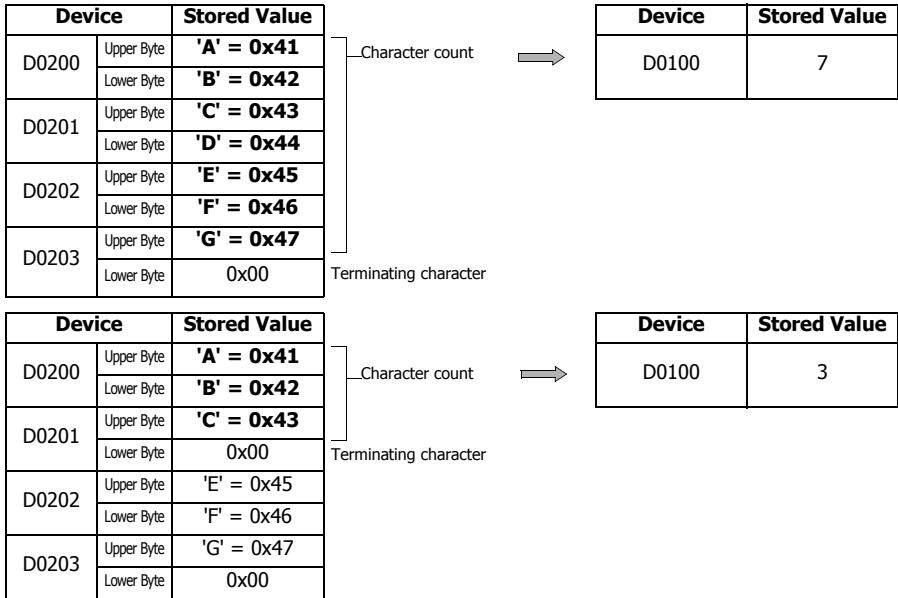 Device Stored Value Device Stored Value
D0200 Upper Byte 'A' = 0x41 Character count D0100 7
Lower Byte 'B' = 0x42
D0201 Upper Byte 'C' = 0x43
Lower Byte 'D' = 0x44
D0202 Upper Byte 'E' = 0x45
Lower Byte 'F' = 0x46
D0203 Upper Byte 'G' = 0x47
Lower Byte 0x00 Terminating character
Device Stored Value Device Stored Value
D0200 Upper Byte 'A' = 0x41 Character count D0100 3
Lower Byte 'B' = 0x42
D0201 Upper Byte 'C' = 0x43
Lower Byte 0x00 Terminating character
D0202 Upper Byte 'E' = 0x45
Lower Byte 'F' = 0x46
D0203 Upper Byte 'G' = 0x47
Lower Byte 0x00